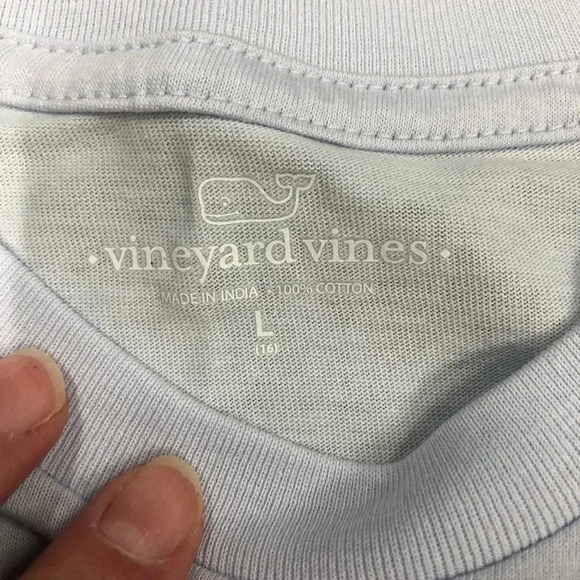 • vineyard vines •
MADE IN INDIA • 100% COTTON
L
(16)